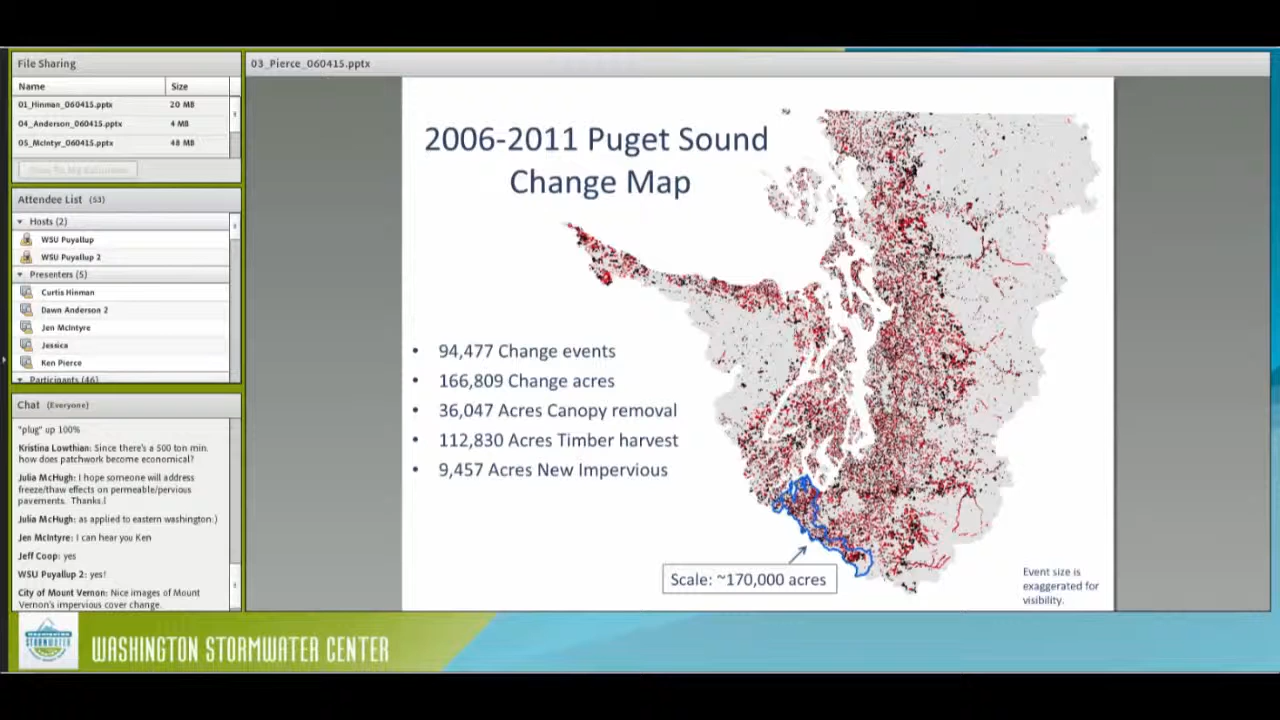 File Sharing
Name Size
01_Hinman_060415.pptx 20 MB
04_Anderson_060415.pptx 4 MB
05_McIntyr_060415.pptx 48 MB
Attendee List (53)
Hosts (2)
WSU Puyallup
WSU Puyallup 2
Presenters (5)
Curtis Hinman
Dawn Anderson 2
Jen McIntyre
Jessica
Ken Pierce
Participants (46)
Chat (Everyone)
"plug" up 100%
Kristina Lowthian: Since there's a 500 ton min.
how does patchwork become economical?
Julia McHugh: I hope someone will address
freeze/thaw effects on permeable/pervious
pavements. Thanks!
Julia McHugh: as applied to eastern washington:)
Jen McIntyre: I can hear you Ken
Jeff Coop: yes
WSU Puyallup 2: yes!
City of Mount Vernon: Nice images of Mount
Vernon's impervious cover change.
03_Pierce_060415.pptx
2006-2011 Puget Sound
Change Map
• 94,477 Change events
• 166,809 Change acres
• 36,047 Acres Canopy removal
• 112,830 Acres Timber harvest
• 9,457 Acres New Impervious
Scale: ~170,000 acres
Event size is
exaggerated for
visibility.
WASHINGTON STORMWATER CENTER